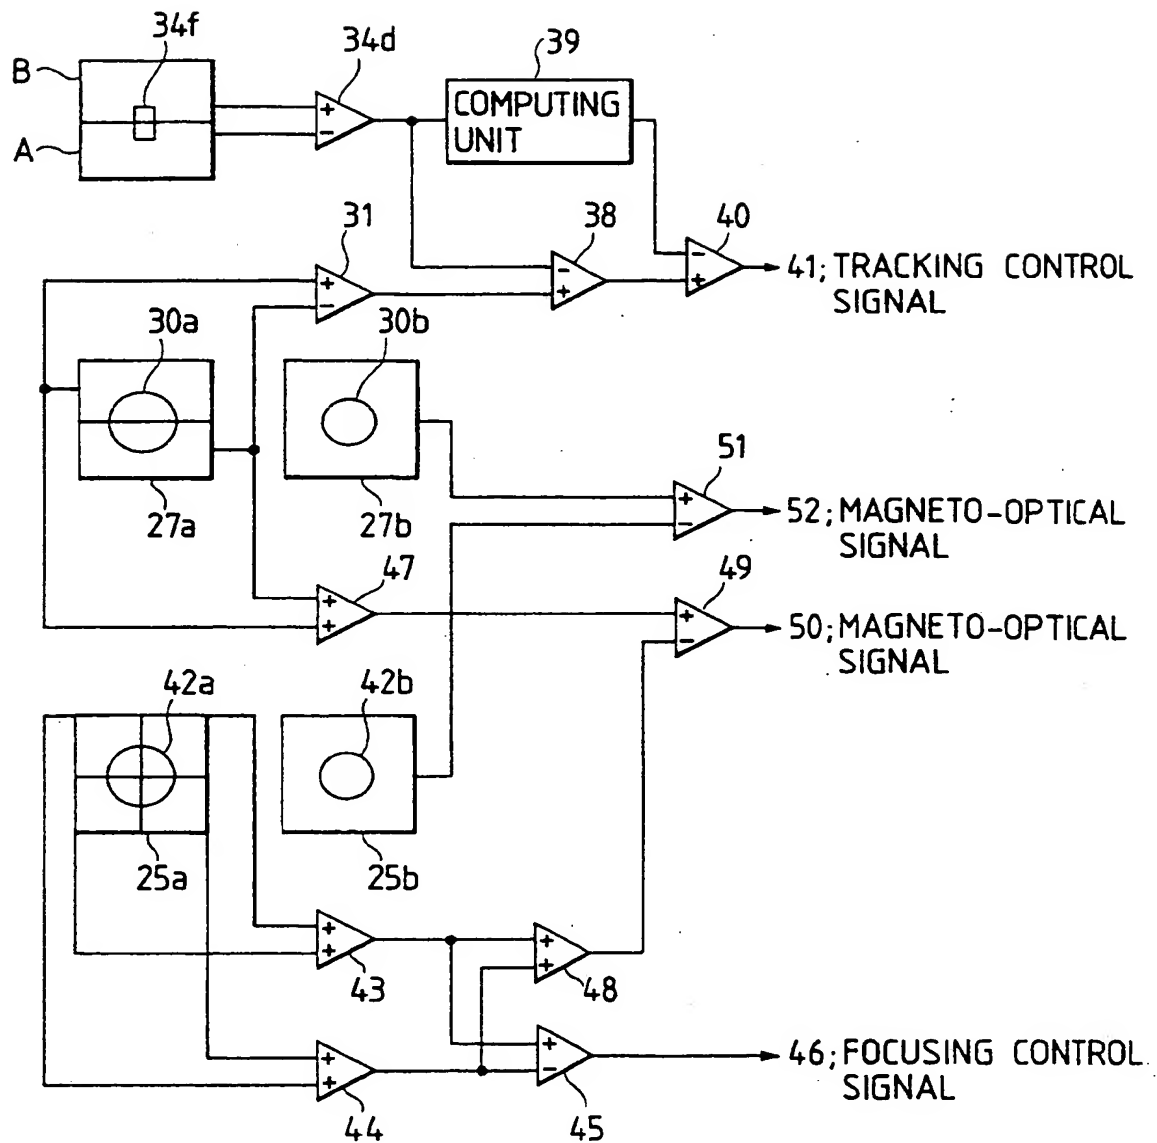 34f
34d
39
B
A
+
−
COMPUTING
UNIT
31
38
40
+
−
−
+
−
+
41; TRACKING CONTROL
SIGNAL
30a
30b
27a
27b
51
+
−
52; MAGNETO-OPTICAL
SIGNAL
47
49
+
+
+
−
50; MAGNETO-OPTICAL
SIGNAL
42a
42b
25a
25b
+
+
43
+
+
48
+
+
44
+
−
45
46; FOCUSING CONTROL
SIGNAL